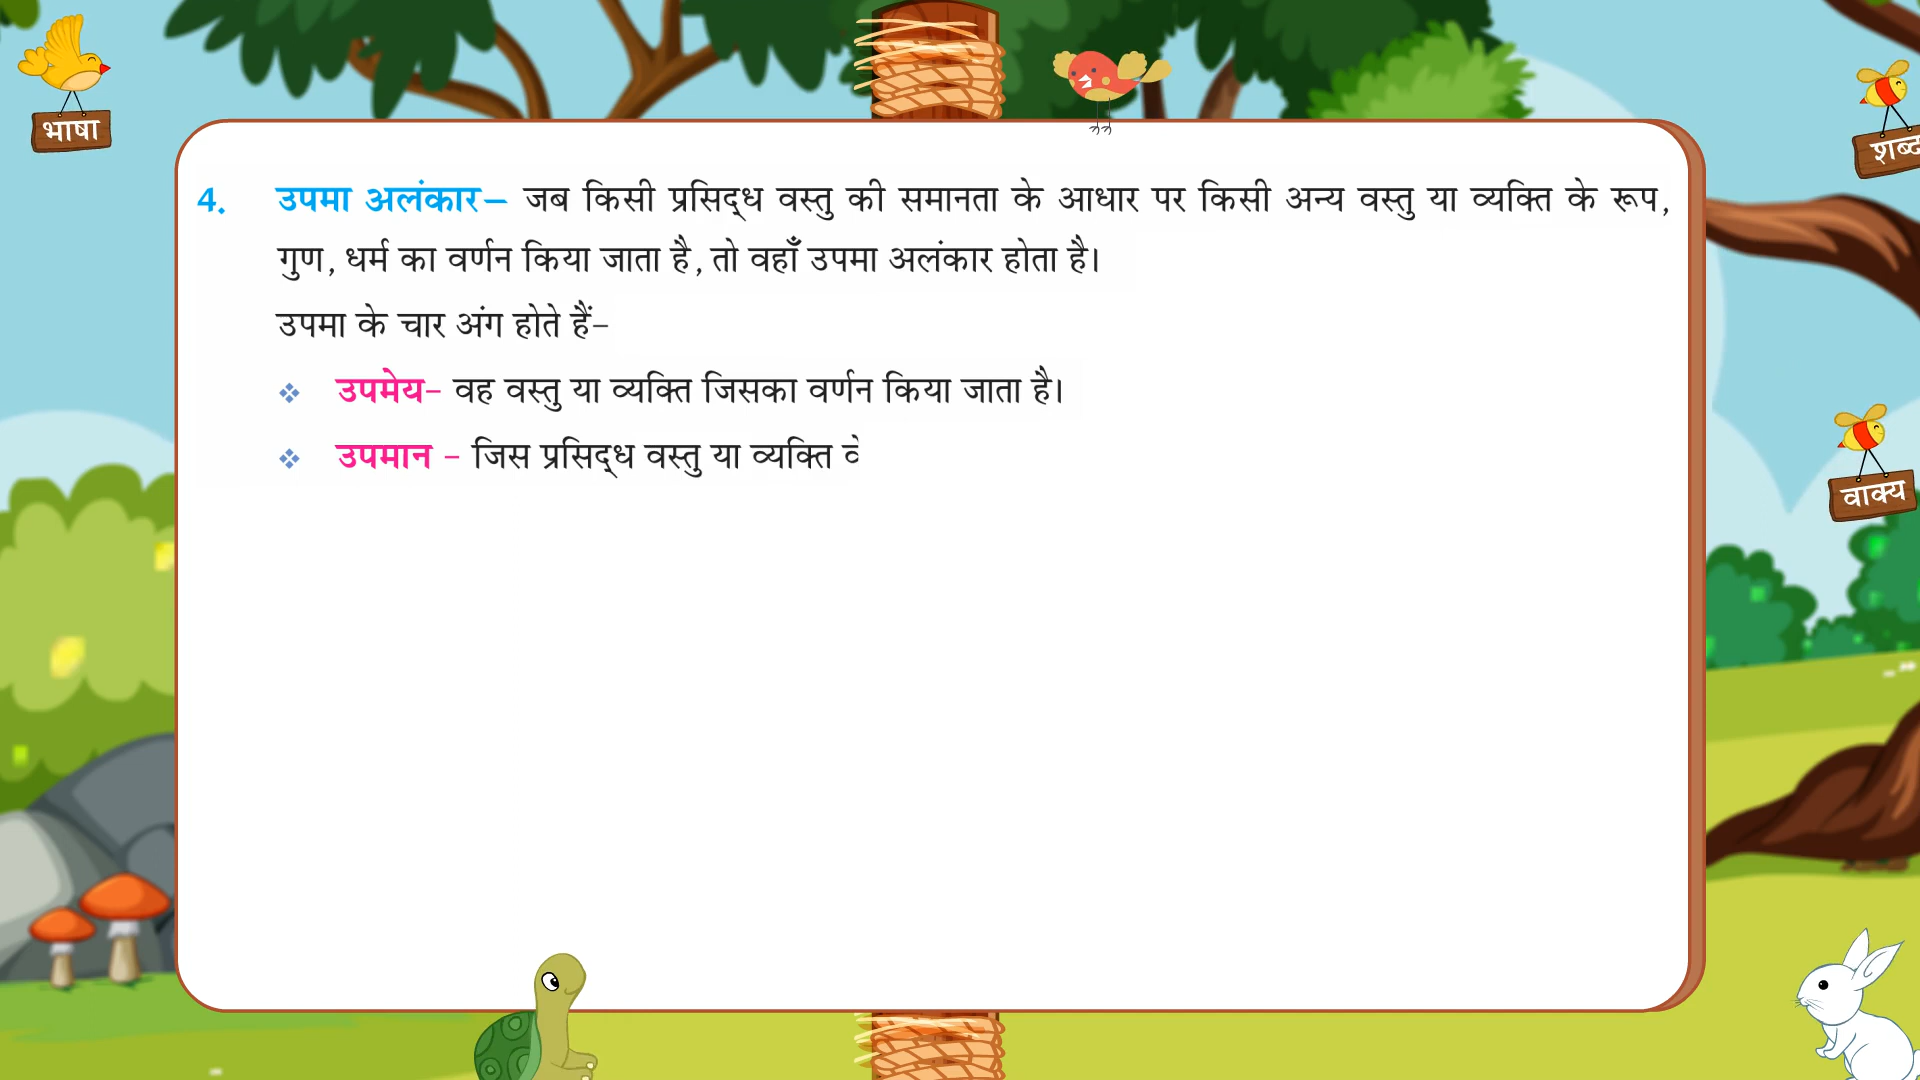 भाषा
शब्द
4. उपमा अलंकार– जब किसी प्रसिद्ध वस्तु की समानता के आधार पर किसी अन्य वस्तु या व्यक्ति के रूप,
गुण, धर्म का वर्णन किया जाता है, तो वहाँ उपमा अलंकार होता है।
उपमा के चार अंग होते हैं–
❖ उपमेय– वह वस्तु या व्यक्ति जिसका वर्णन किया जाता है।
❖ उपमान – जिस प्रसिद्ध वस्तु या व्यक्ति
वाक्य